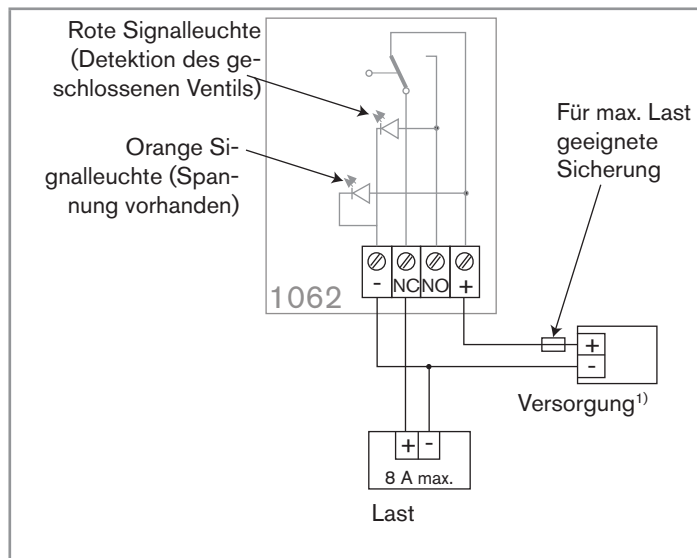 Rote Signalleuchte
(Detektion des ge-
schlossenen Ventils)
Orange Si-
gnalleuchte (Span-
nung vorhanden)
Für max. Last
geeignete
Sicherung
- NC NO +
1062
+
-
Versorgung1)
+ -
8 A max.
Last